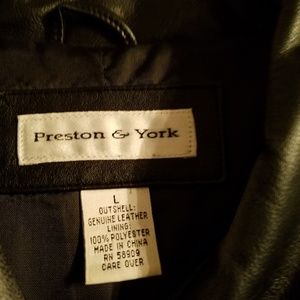 Preston & York
L
OUTSHELL:
GENUINE LEATHER
LINING:
100% POLYESTER
MADE IN CHINA
RN 58909
CARE OVER